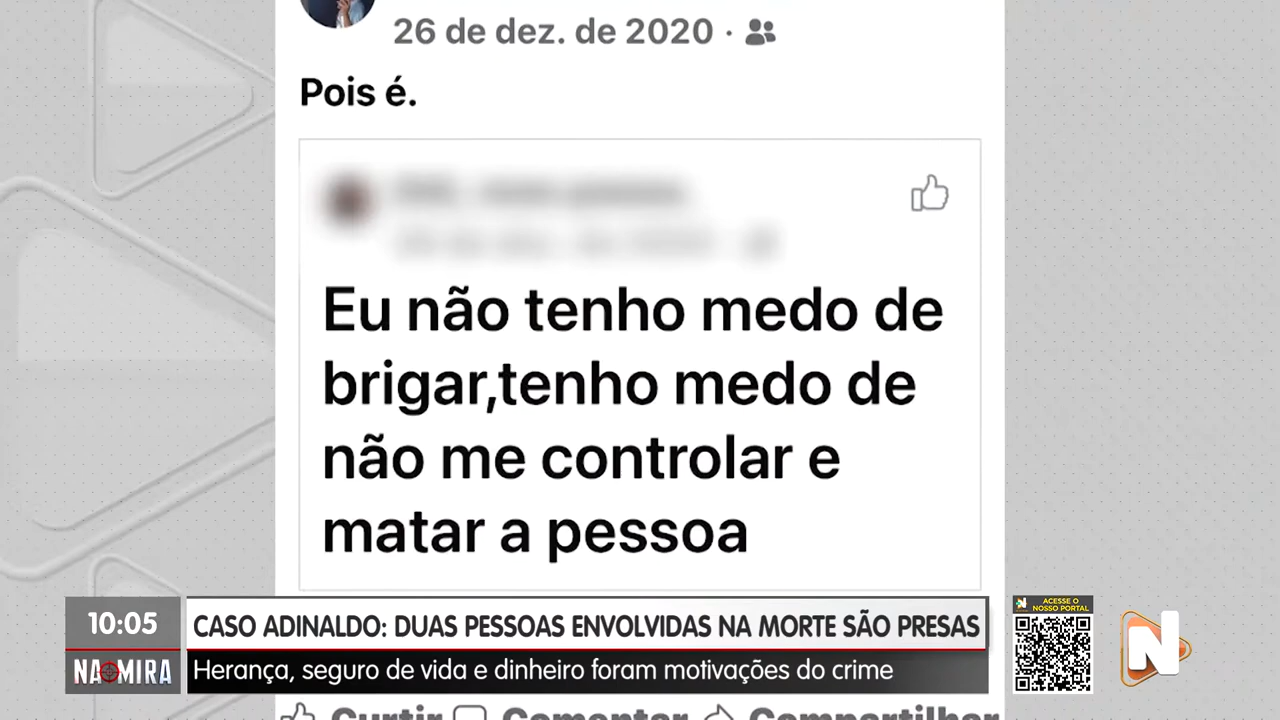 26 de dez. de 2020 ·
Pois é.
Eu não tenho medo de
brigar,tenho medo de
não me controlar e
matar a pessoa
10:05
CASO ADINALDO: DUAS PESSOAS ENVOLVIDAS NA MORTE SÃO PRESAS
NA MIRA
Herança, seguro de vida e dinheiro foram motivações do crime
ACESSE O
NOSSO PORTAL
N
Curtir
Comentar
Compartilhar